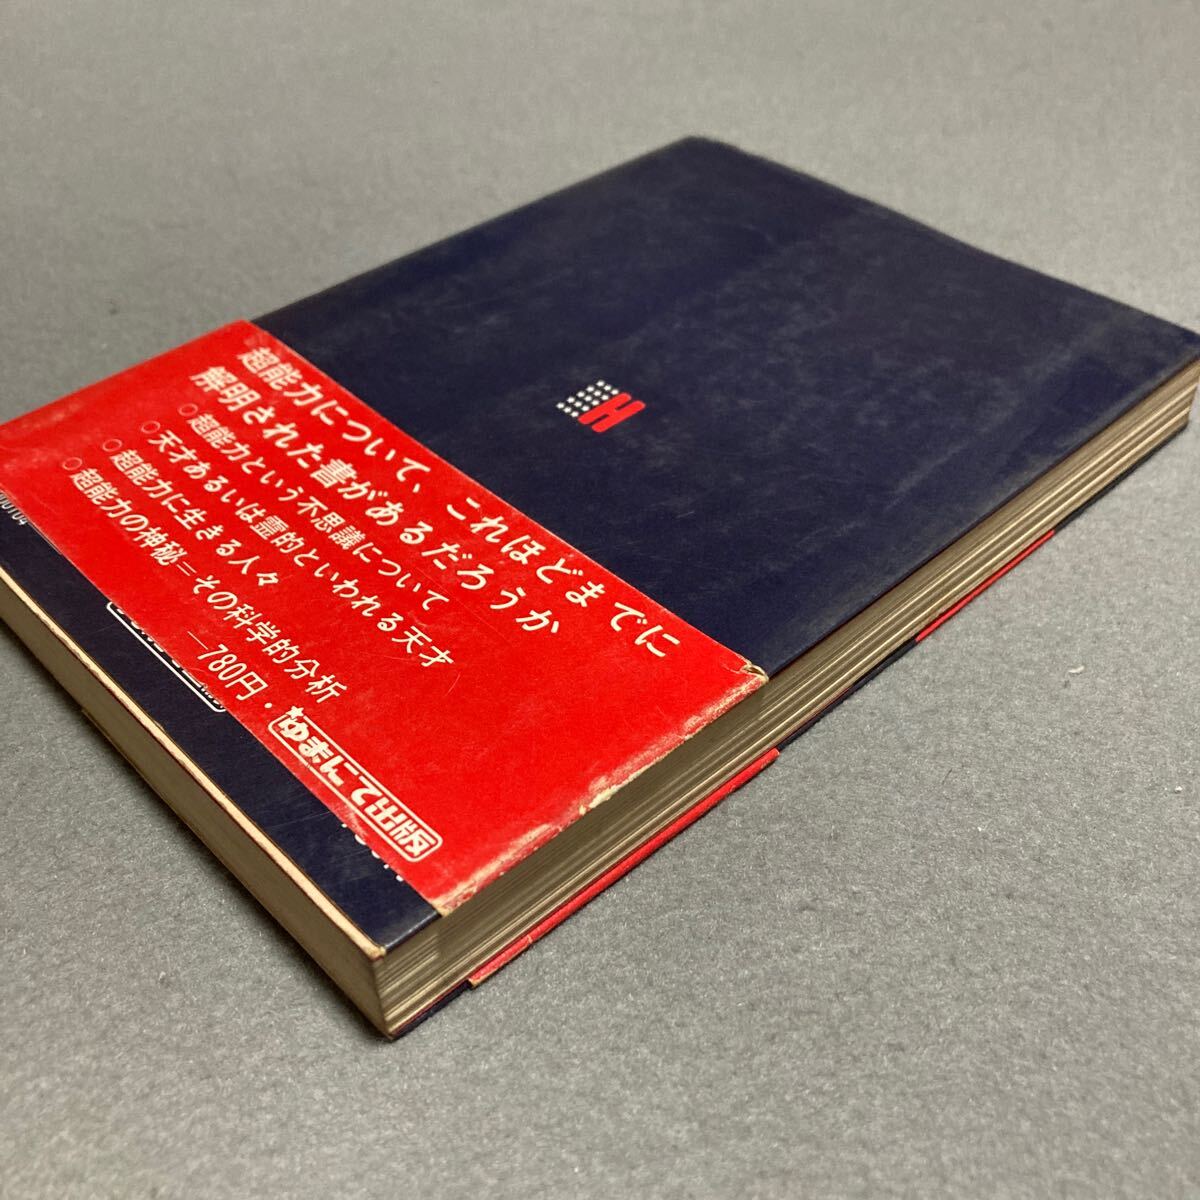 H
超能力について、これほどまでに
解明された書があるだろうか
○超能力という不思議について
○天才あるいは霊的といわれる天才
○超能力に生きる人々
○超能力の神秘=その科学的分析
—780円・
ゆまにて出版